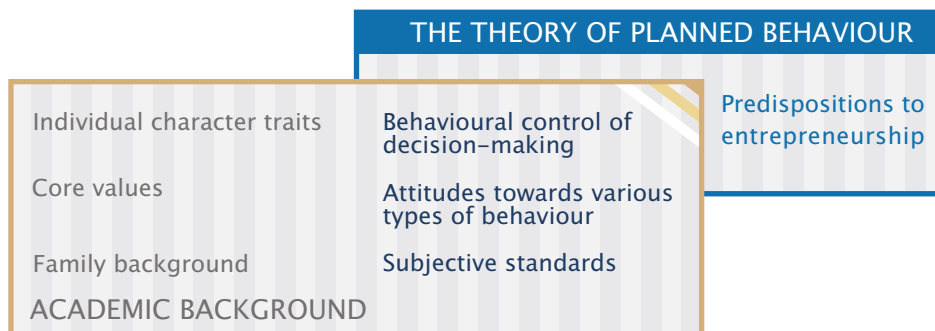 THE THEORY OF PLANNED BEHAVIOUR
Predispositions to
entrepreneurship
Individual character traits
Core values
Family background
ACADEMIC BACKGROUND
Behavioural control of
decision-making
Attitudes towards various
types of behaviour
Subjective standards